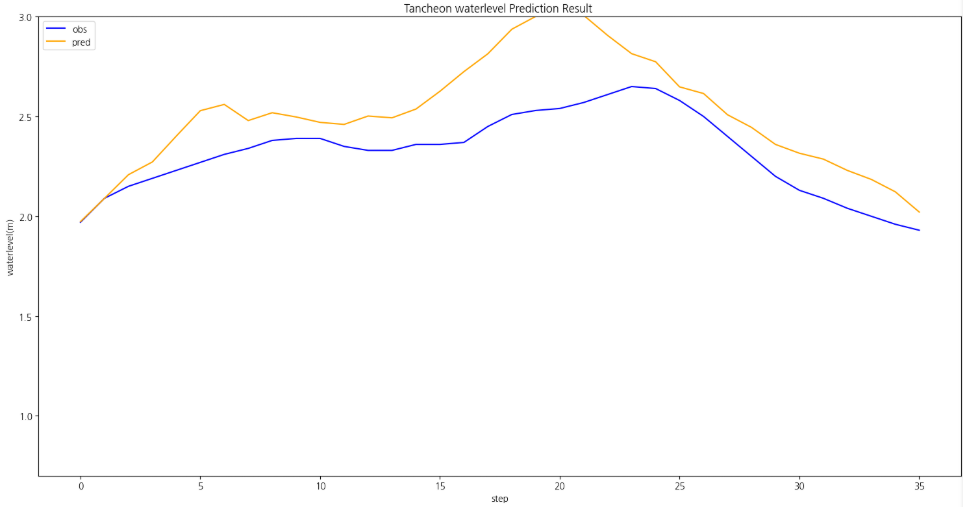 Tancheon waterlevel Prediction Result
obs
pred
3.0
2.5
2.0
1.5
1.0
waterlevel(m)
0 5 10 15 20 25 30 35
step